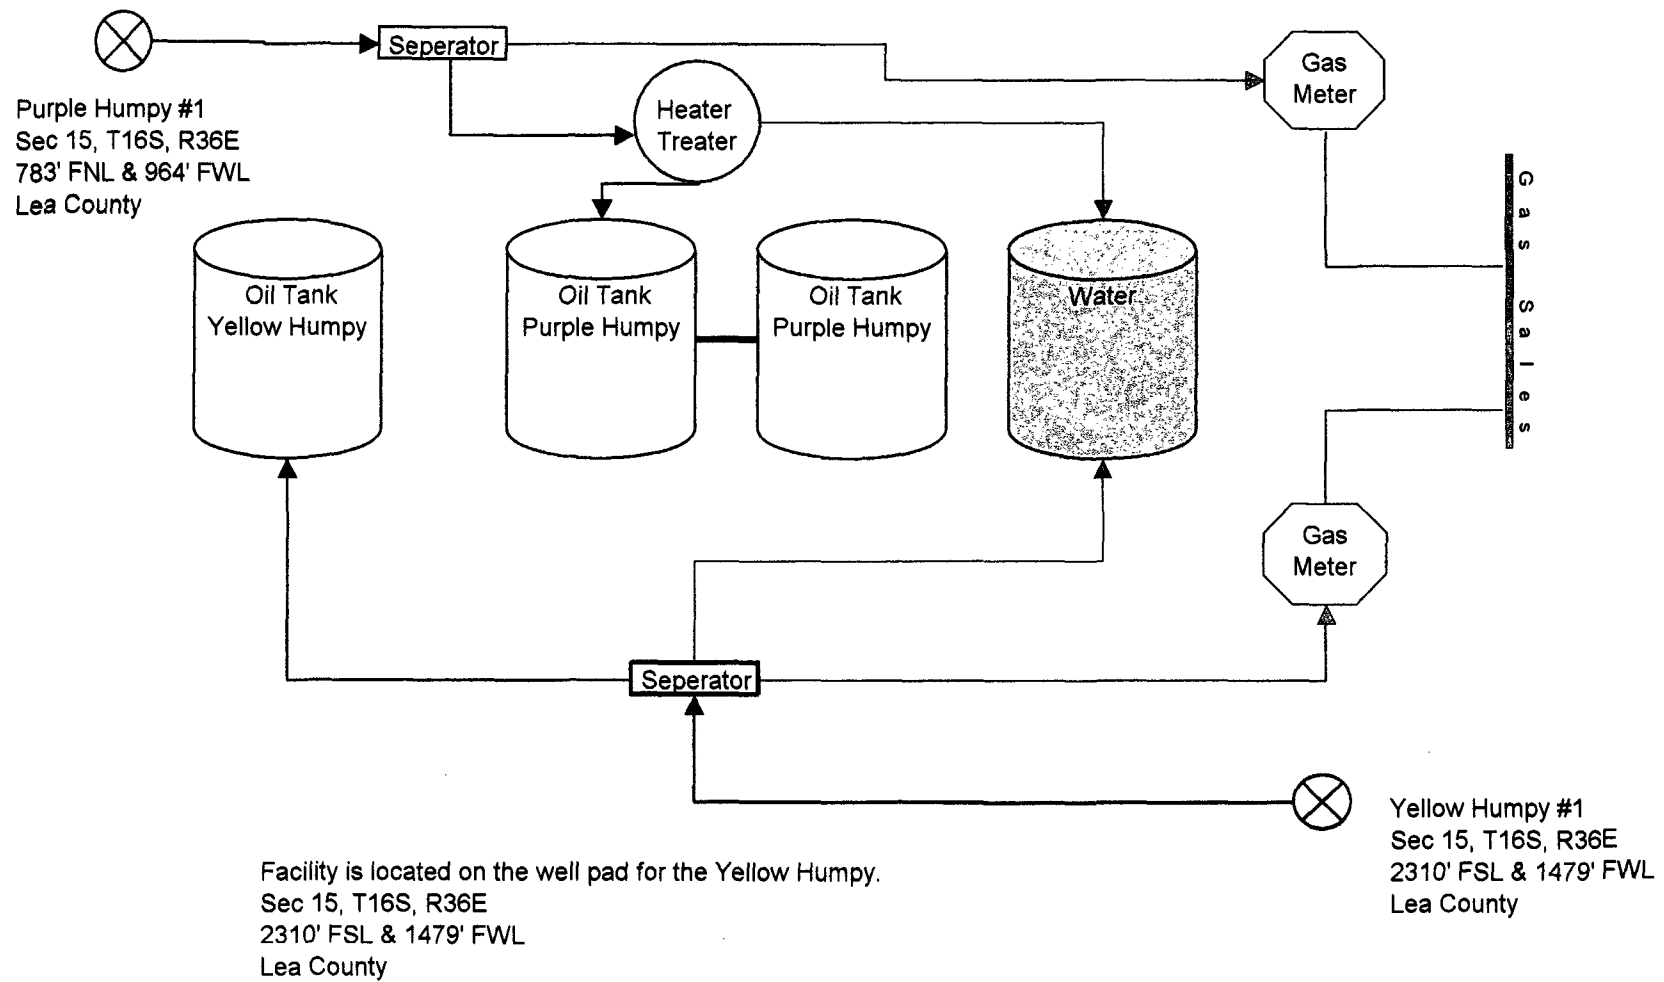 Seperator
Gas
Meter
Heater
Treater
Purple Humpy #1
Sec 15, T16S, R36E
783' FNL & 964' FWL
Lea County
Gas Sales
Oil Tank
Yellow Humpy
Oil Tank
Purple Humpy
Oil Tank
Purple Humpy
Water
Gas
Meter
Seperator
Yellow Humpy #1
Sec 15, T16S, R36E
2310' FSL & 1479' FWL
Lea County
Facility is located on the well pad for the Yellow Humpy.
Sec 15, T16S, R36E
2310' FSL & 1479' FWL
Lea County